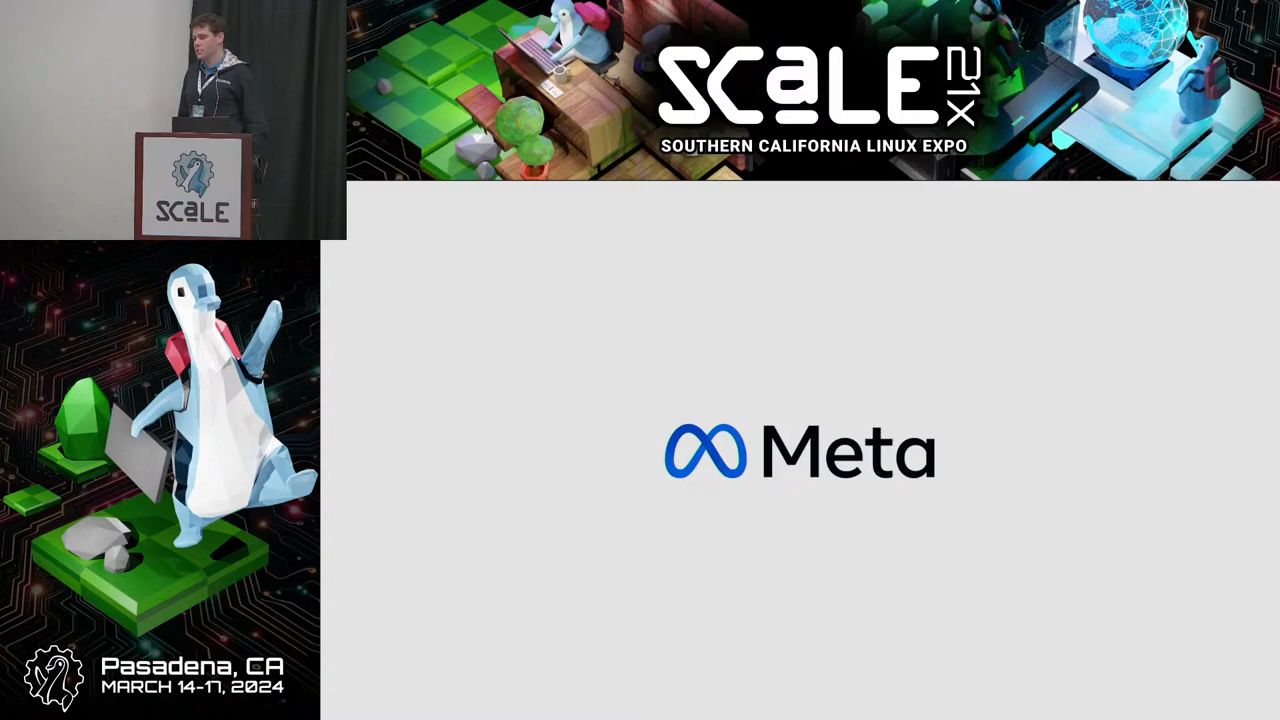 SCALE
21X
SOUTHERN CALIFORNIA LINUX EXPO
SCALE
Meta
Pasadena, CA
MARCH 14-17, 2024